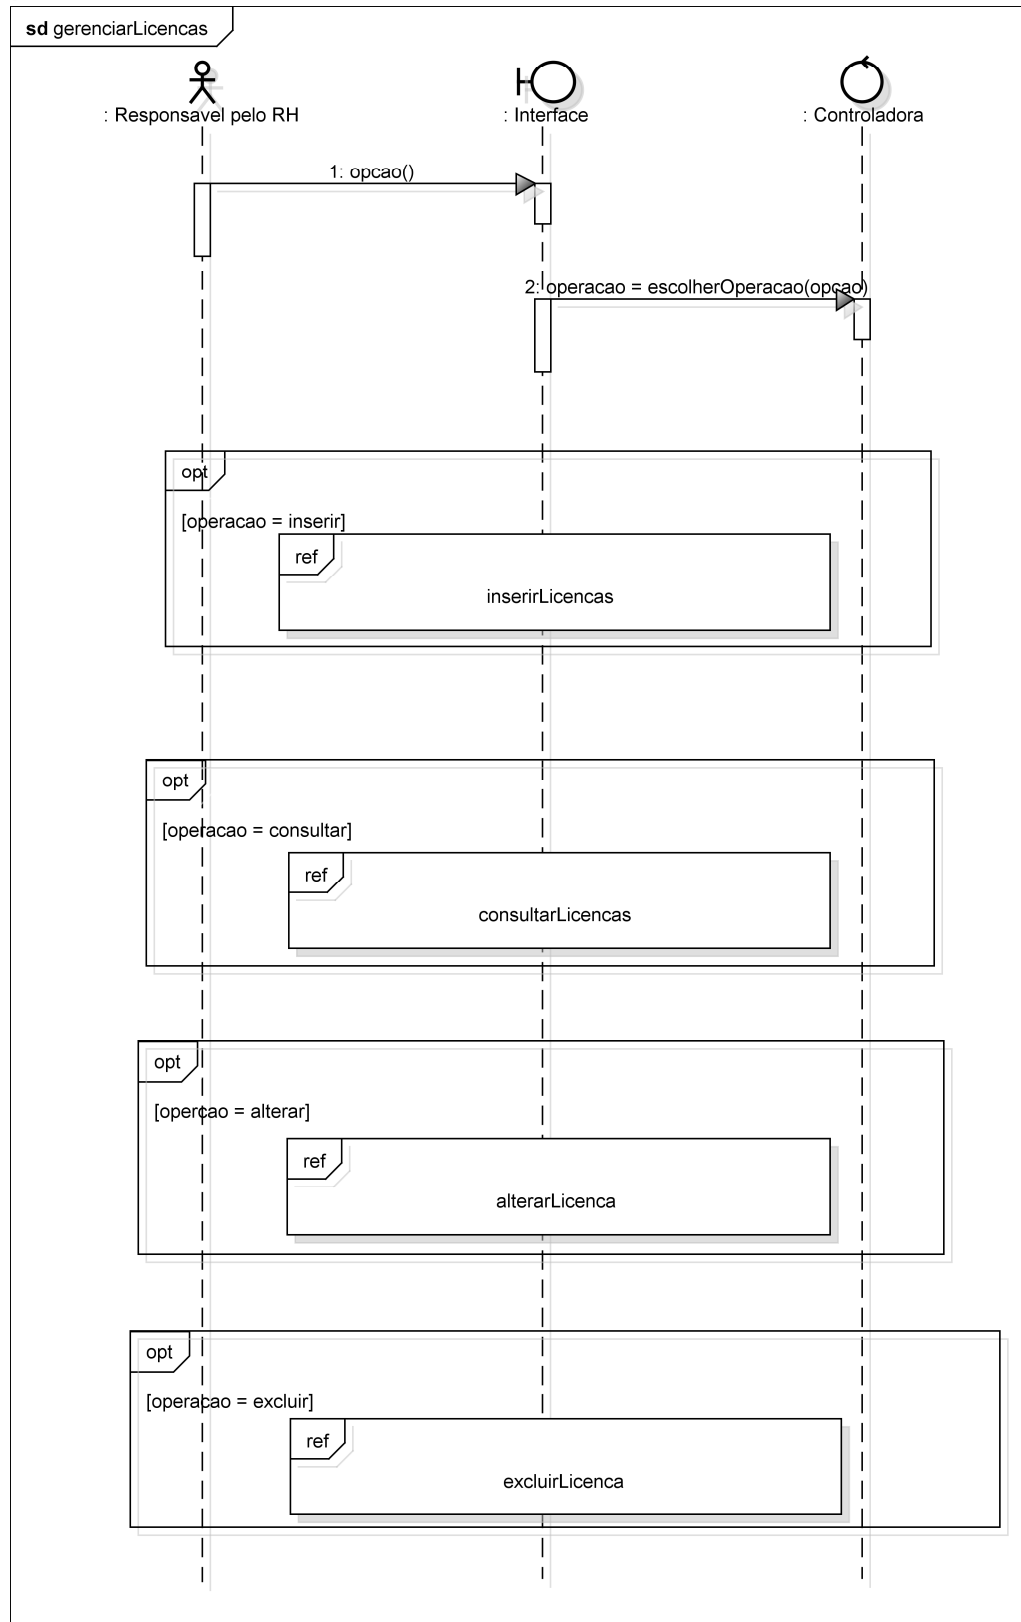 sd gerenciarLicencas
: Responsavel pelo RH
: Interface
: Controladora
1: opcao()
2: operacao = escolherOperacao(opcao)
opt
[operacao = inserir]
ref
inserirLicencas
opt
[operacao = consultar]
ref
consultarLicencas
opt
[opercao = alterar]
ref
alterarLicenca
opt
[operacao = excluir]
ref
excluirLicenca